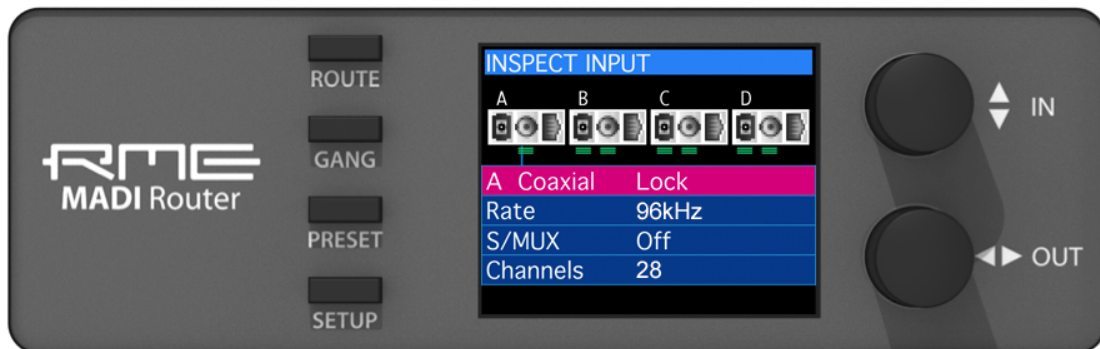 RME
MADI Router
ROUTE
GANG
PRESET
SETUP
INSPECT INPUT
A B C D
A Coaxial Lock
Rate 96kHz
S/MUX Off
Channels 28
IN
OUT